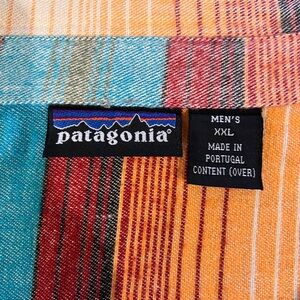 patagonia®
MEN'S
XXL
MADE IN
PORTUGAL
CONTENT (OVER)